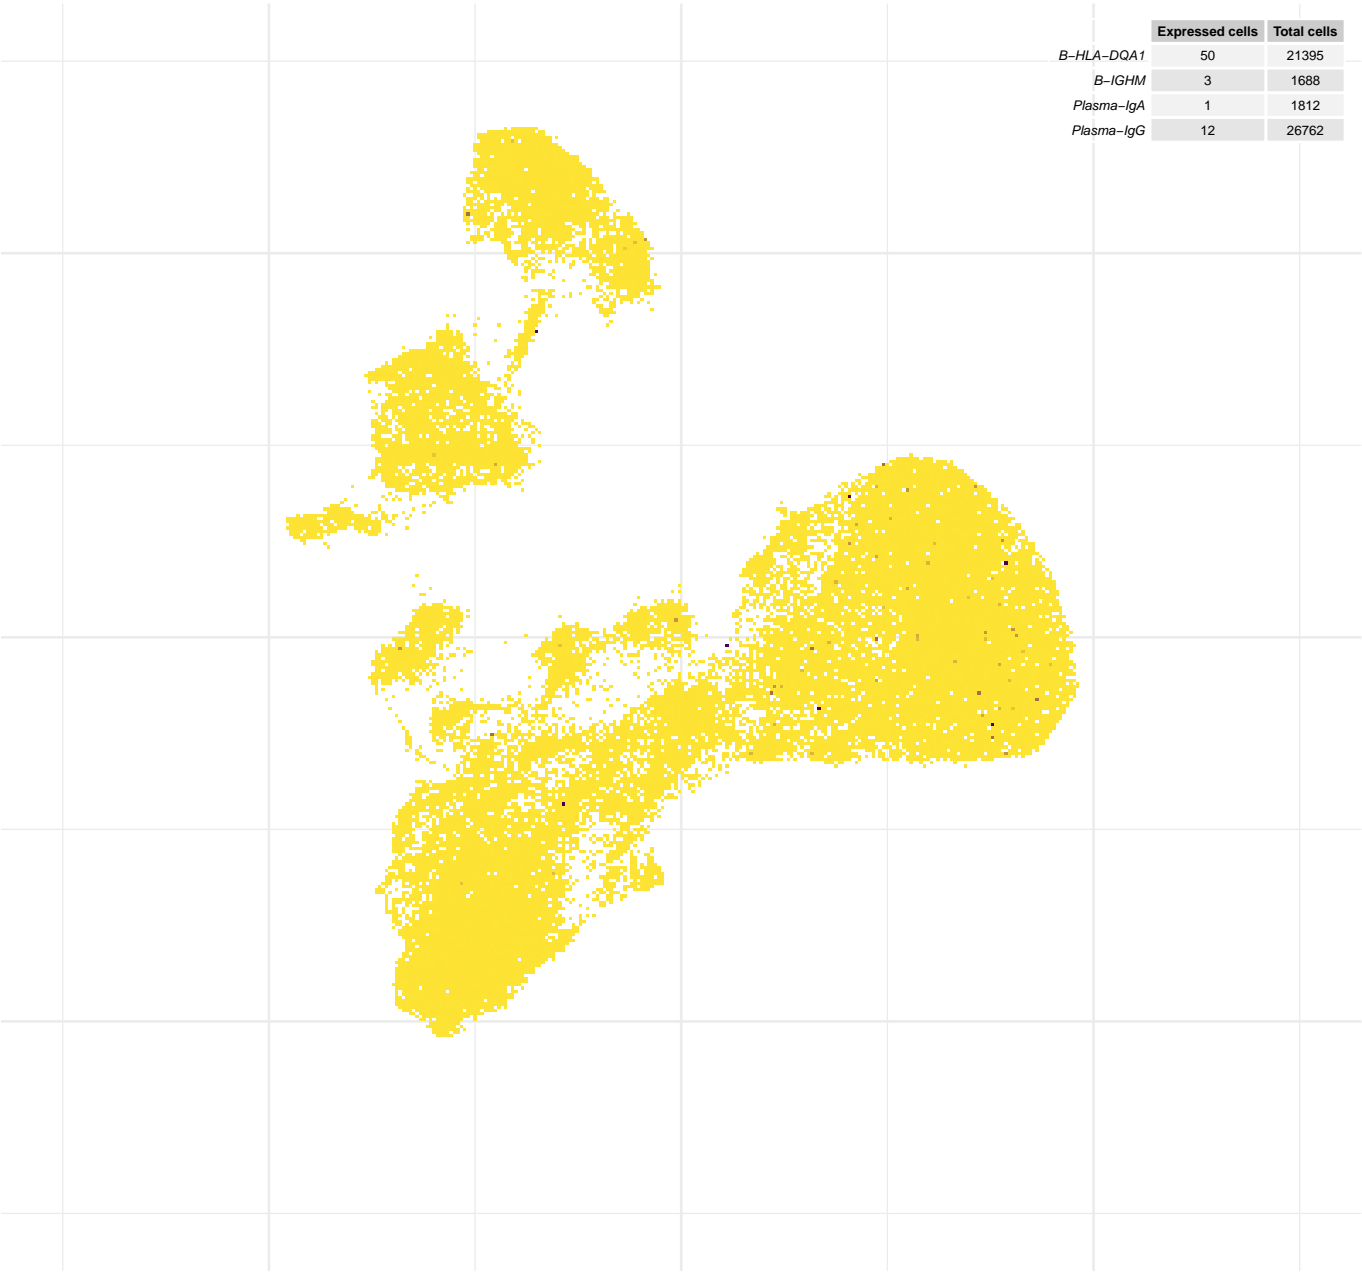 Expressed cells Total cells
B−HLA−DQA1 50 21395
B−IGHM 3 1688
Plasma−IgA 1 1812
Plasma−IgG 12 26762